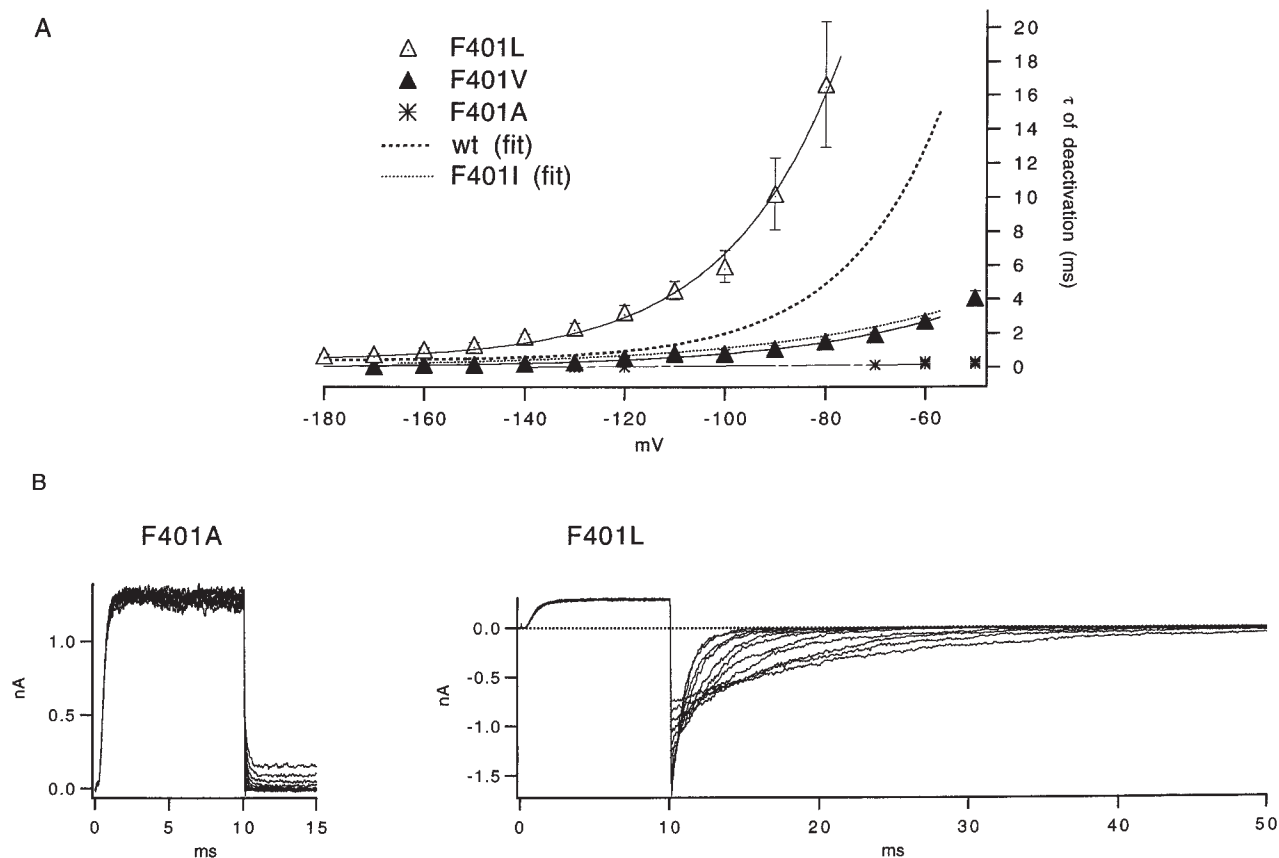 A
F401L
F401V
F401A
wt (fit)
F401I (fit)
20
18
16
14
12
10
8
6
4
2
0
τ of deactivation (ms)
-180 -160 -140 -120 -100 -80 -60
mV
B
F401A
F401L
1.0
0.5
0.0
nA
0 5 10 15
ms
0.0
-0.5
-1.0
-1.5
nA
0 10 20 30 40 50
ms